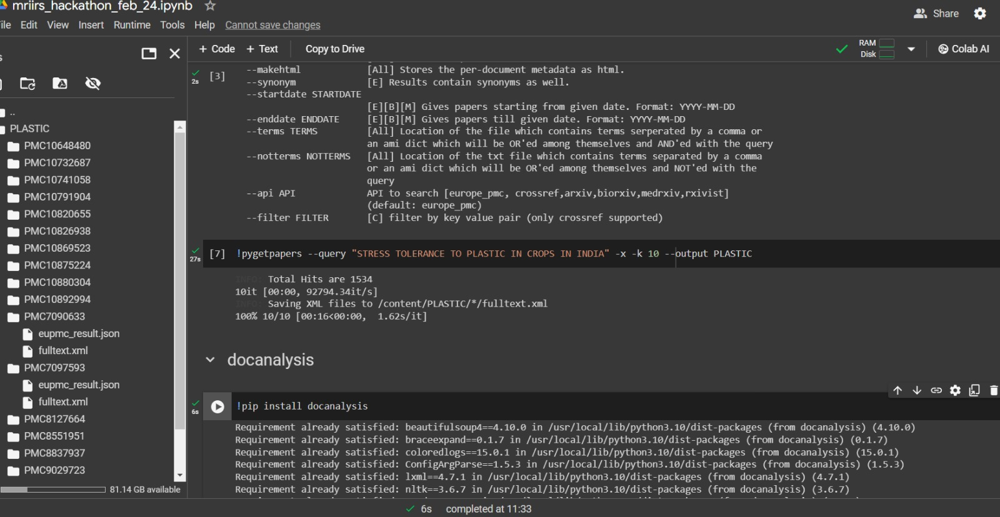 mriirs_hackathon_feb_24.ipynb
Share
ile Edit View Insert Runtime Tools Help Cannot save changes
s
+ Code + Text Copy to Drive
RAM
Disk
Colab AI
..
PLASTIC
PMC10648480
PMC10732687
PMC10741058
PMC10791904
PMC10820655
PMC10826938
PMC10869523
PMC10875224
PMC10880304
PMC10892994
PMC7090633
eupmc_result.json
fulltext.xml
PMC7097593
eupmc_result.json
fulltext.xml
PMC8127664
PMC8551951
PMC8837937
PMC9029723
81.14 GB available
2s [3]
--makehtml [All] Stores the per-document metadata as html.
--synonym [E] Results contain synonyms as well.
--startdate STARTDATE
[E][B][M] Gives papers starting from given date. Format: YYYY-MM-DD
--enddate ENDDATE [E][B][M] Gives papers till given date. Format: YYYY-MM-DD
--terms TERMS [All] Location of the file which contains terms serperated by a comma or
an ami dict which will be OR'ed among themselves and AND'ed with the query
--notterms NOTTERMS [All] Location of the txt file which contains terms separated by a comma
or an ami dict which will be OR'ed among themselves and NOT'ed with the
query
--api API API to search [europe_pmc, crossref,arxiv,biorxiv,medrxiv,rxivist]
(default: europe_pmc)
--filter FILTER [C] filter by key value pair (only crossref supported)
27s [7] !pygetpapers --query "STRESS TOLERANCE TO PLASTIC IN CROPS IN INDIA" -x -k 10 --output PLASTIC
INFO: Total Hits are 1534
10it [00:00, 92794.34it/s]
INFO: Saving XML files to /content/PLASTIC/*/fulltext.xml
100% 10/10 [00:16<00:00, 1.62s/it]
docanalysis
6s !pip install docanalysis
Requirement already satisfied: beautifulsoup4==4.10.0 in /usr/local/lib/python3.10/dist-packages (from docanalysis) (4.10.0)
Requirement already satisfied: braceexpand==0.1.7 in /usr/local/lib/python3.10/dist-packages (from docanalysis) (0.1.7)
Requirement already satisfied: coloredlogs==15.0.1 in /usr/local/lib/python3.10/dist-packages (from docanalysis) (15.0.1)
Requirement already satisfied: ConfigArgParse==1.5.3 in /usr/local/lib/python3.10/dist-packages (from docanalysis) (1.5.3)
Requirement already satisfied: lxml==4.7.1 in /usr/local/lib/python3.10/dist-packages (from docanalysis) (4.7.1)
Requirement already satisfied: nltk==3.6.7 in /usr/local/lib/python3.10/dist-packages (from docanalysis) (3.6.7)
6s completed at 11:33